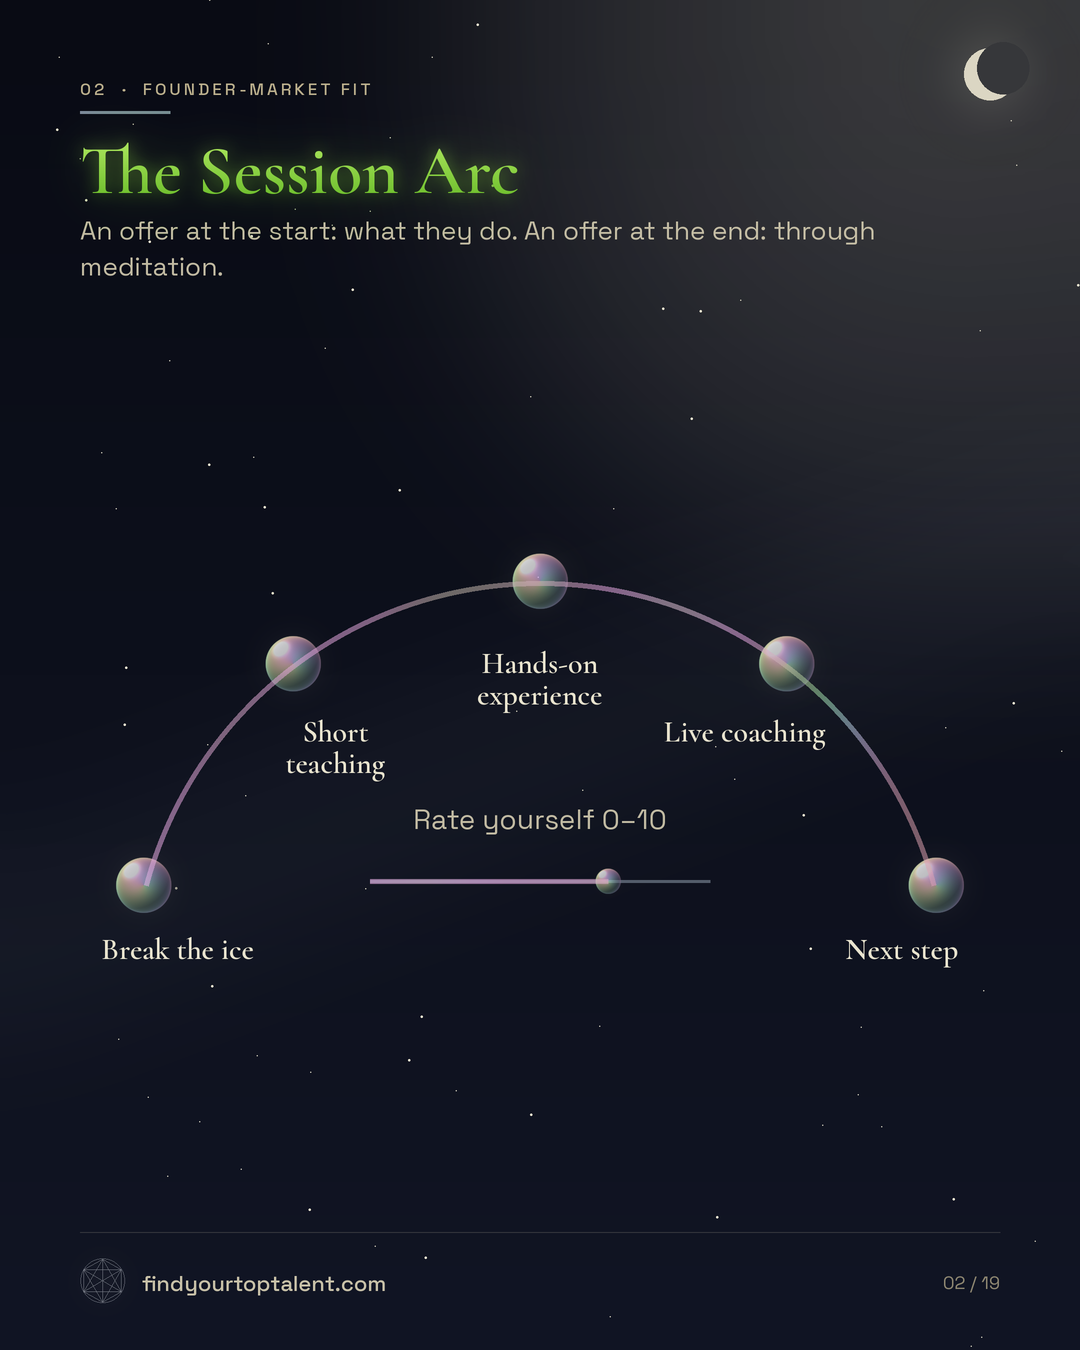 02 · FOUNDER-MARKET FIT
The Session Arc
An offer at the start: what they do. An offer at the end: through
meditation.
Hands-on
experience
Short
teaching
Live coaching
Rate yourself 0–10
Break the ice
Next step
findyourtoptalent.com
02 / 19